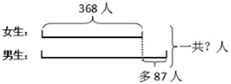 368 人
女生：
一共？人
男生：
多 87 人